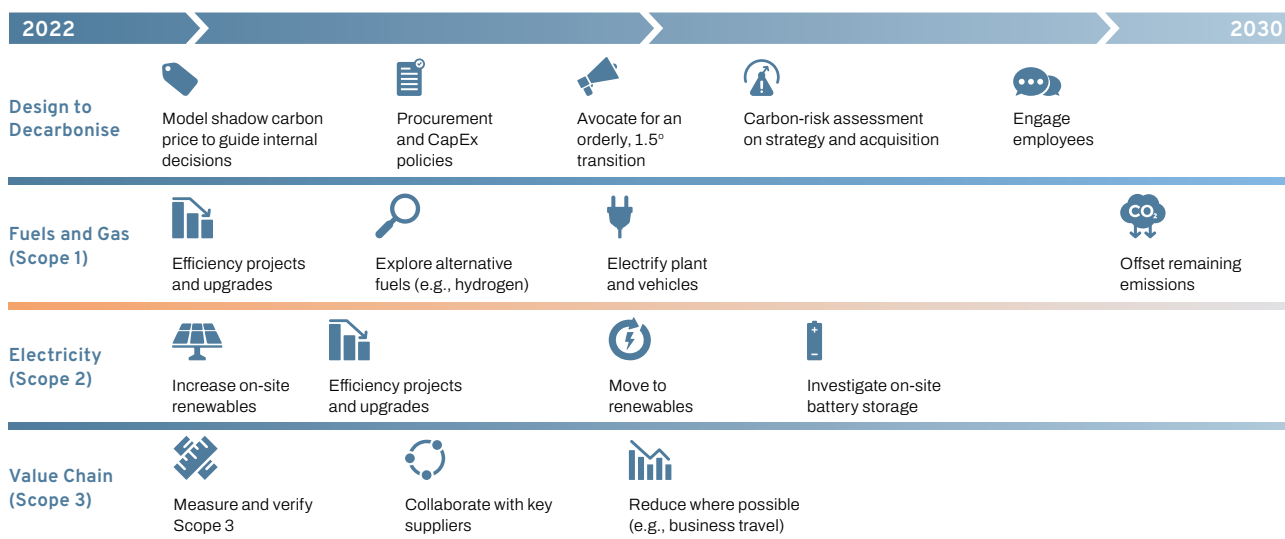 2022
2030
Design to
Decarbonise
Model shadow carbon
price to guide internal
decisions
Procurement
and CapEx
policies
Avocate for an
orderly, 1.5º
transition
Carbon-risk assessment
on strategy and acquisition
Engage
employees
Fuels and Gas
(Scope 1)
Efficiency projects
and upgrades
Explore alternative
fuels (e.g., hydrogen)
Electrify plant
and vehicles
CO₂
Offset remaining
emissions
Electricity
(Scope 2)
Increase on-site
renewables
Efficiency projects
and upgrades
Move to
renewables
Investigate on-site
battery storage
Value Chain
(Scope 3)
Measure and verify
Scope 3
Collaborate with key
suppliers
Reduce where possible
(e.g., business travel)